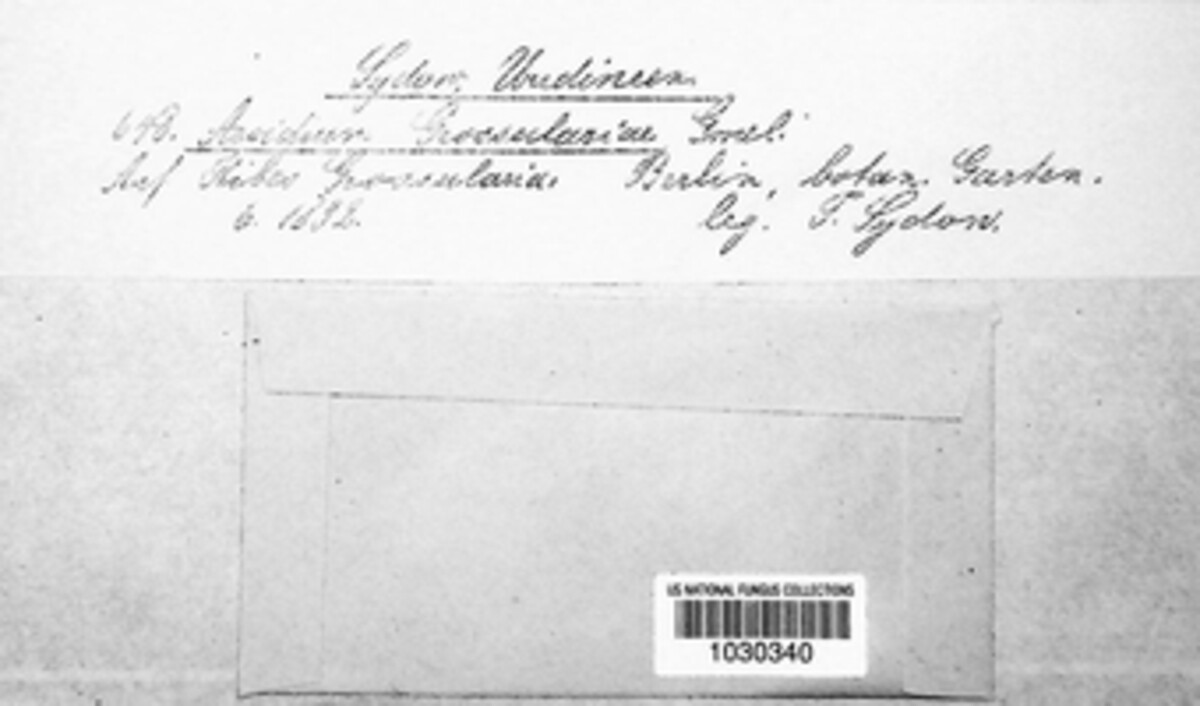 Sydow, Uredineen.
648. Aecidium Grossulariae Gmel.
Auf Ribes Grossularia. Berlin, botan. Garten.
6. 1892. leg. P. Sydow.
US NATIONAL FUNGUS COLLECTIONS
1030340